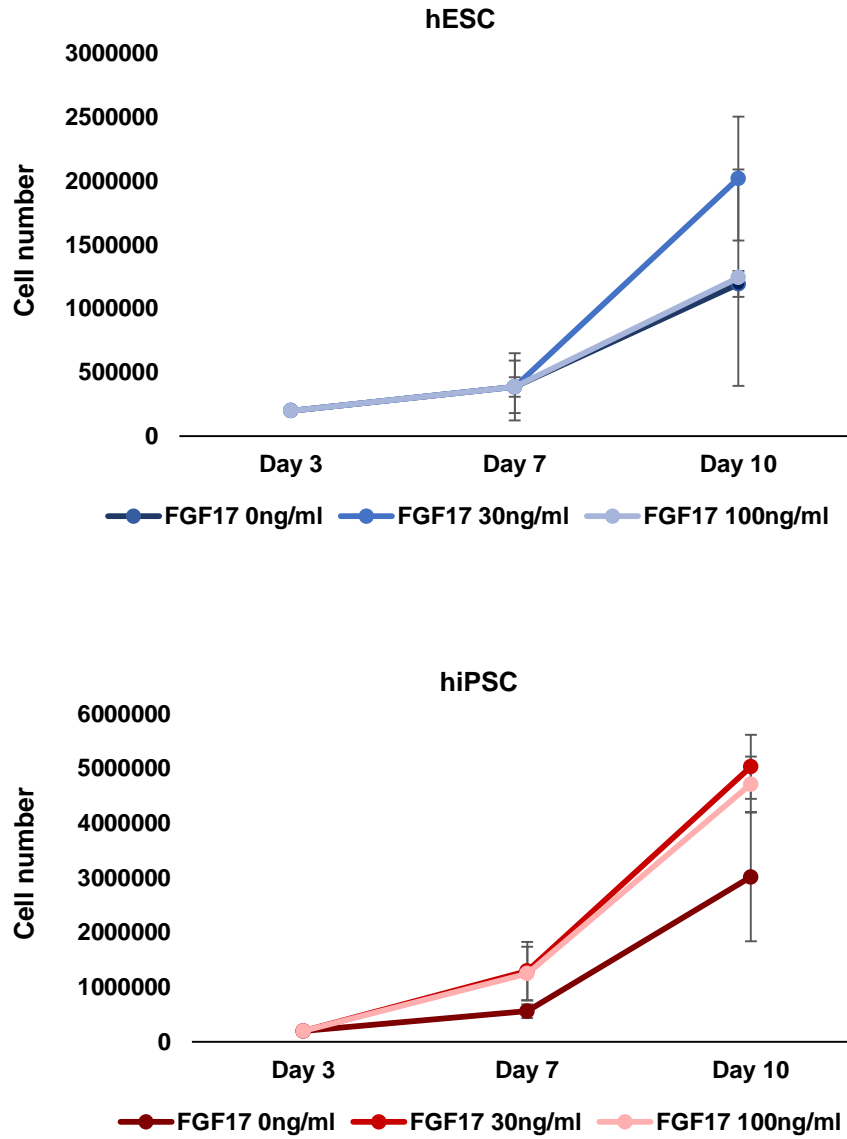 hESC
3000000
2500000
2000000
1500000
1000000
500000
0
Cell number
Day 3 Day 7 Day 10
FGF17 0ng/ml FGF17 30ng/ml FGF17 100ng/ml
hiPSC
6000000
5000000
4000000
3000000
2000000
1000000
0
Cell number
Day 3 Day 7 Day 10
FGF17 0ng/ml FGF17 30ng/ml FGF17 100ng/ml